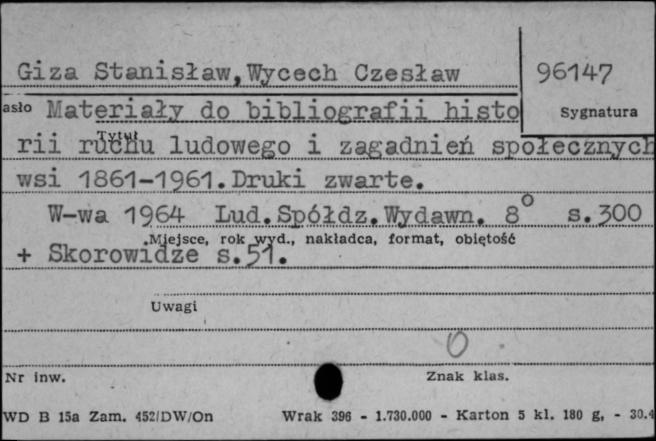 Giza Stanisław,Wycech Czesław
96147
asło Materiały do bibliografii histo
Sygnatura
Tytuł
rii ruchu ludowego i zagadnień społecznych
wsi 1861-1961.Druki zwarte.
W-wa 1964 Lud.Spółdz.Wydawn. 8° s.300
Miejsce, rok wyd., nakładca, format, obiętość
+ Skorowidze s.51.
Uwagi
0
Nr inw.
Znak klas.
WD B 15a Zam. 452/DW/On Wrak 396 - 1.730.000 - Karton 5 kl. 180 g, - 30.4